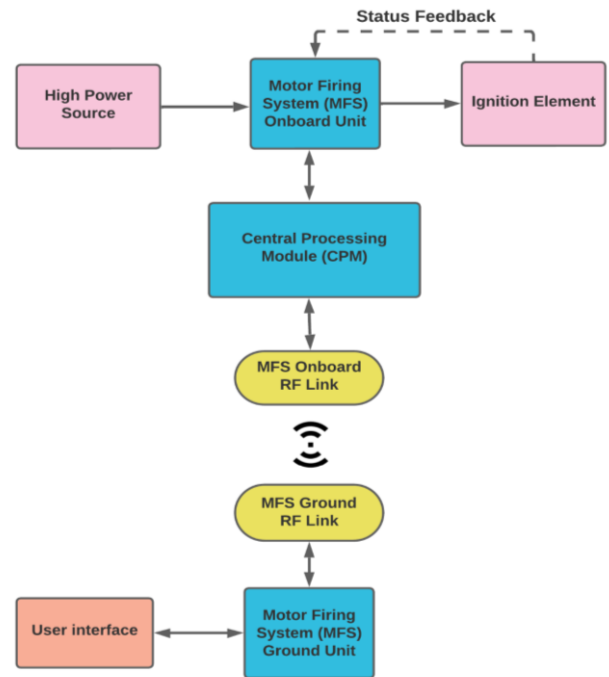 Status Feedback
High Power
Source
Motor Firing
System (MFS)
Onboard Unit
Ignition Element
Central Processing
Module (CPM)
MFS Onboard
RF Link
MFS Ground
RF Link
User interface
Motor Firing
System (MFS)
Ground Unit